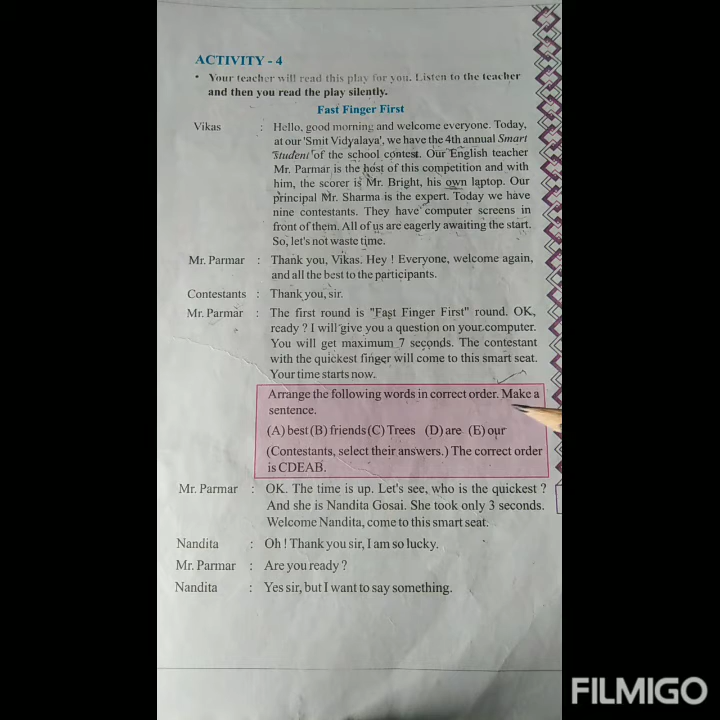 ACTIVITY - 4
• Your teacher will read this play for you. Listen to the teacher
and then you read the play silently.
Fast Finger First
Vikas : Hello, good morning and welcome everyone. Today,
at our 'Smit Vidyalaya', we have the 4th annual Smart
Student of the school contest. Our English teacher
Mr. Parmar is the host of this competition and with
him, the scorer is Mr. Bright, his own laptop. Our
principal Mr. Sharma is the expert. Today we have
nine contestants. They have computer screens in
front of them. All of us are eagerly awaiting the start.
So, let's not waste time.
Mr. Parmar : Thank you, Vikas. Hey ! Everyone, welcome again,
and all the best to the participants.
Contestants : Thank you, sir.
Mr. Parmar : The first round is "Fast Finger First" round. OK,
ready ? I will give you a question on your computer.
You will get maximum 7 seconds. The contestant
with the quickest finger will come to this smart seat.
Your time starts now.
Arrange the following words in correct order. Make a
sentence.
(A) best (B) friends (C) Trees (D) are (E) our
(Contestants, select their answers.) The correct order
is CDEAB.
Mr. Parmar : OK. The time is up. Let's see, who is the quickest ?
And she is Nandita Gosai. She took only 3 seconds.
Welcome Nandita, come to this smart seat.
Nandita : Oh ! Thank you sir, I am so lucky.
Mr. Parmar : Are you ready ?
Nandita : Yes sir, but I want to say something.
FILMIGO